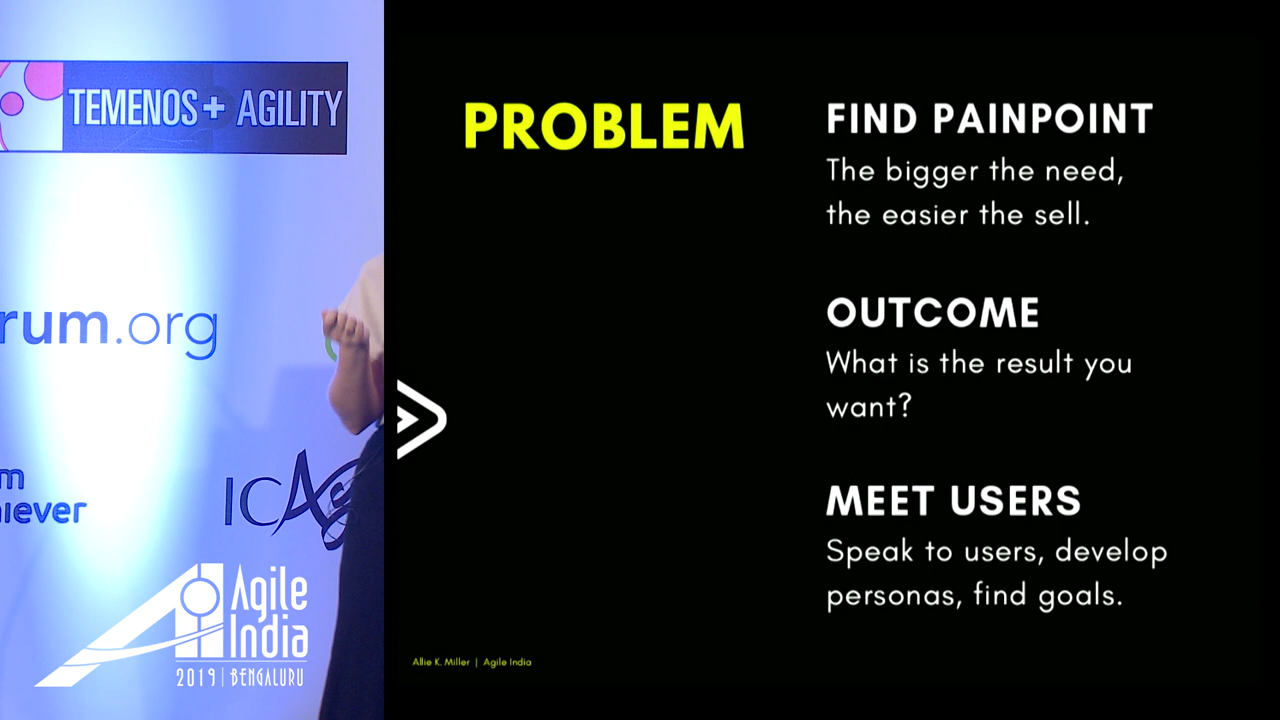 TEMENOS+ AGILITY
rum.org
m
iever
IC
Agile
India
2019 | BENGALURU
PROBLEM
FIND PAINPOINT
The bigger the need,
the easier the sell.
OUTCOME
What is the result you
want?
MEET USERS
Speak to users, develop
personas, find goals.
Allie K. Miller | Agile India